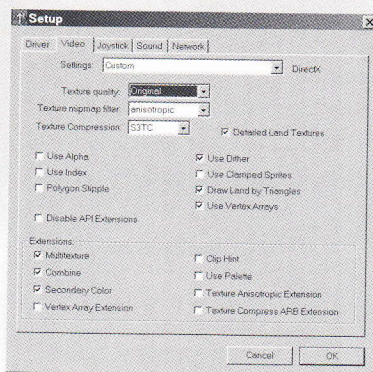 Setup
Driver Video Joystick Sound Network
Settings: Custom DirectX
Texture quality: Original
Texture mipmap filter: anisotropic
Texture Compression: S3TC Detailed Land Textures
Use Alpha Use Dither
Use Index Use Clamped Sprites
Polygon Stipple Draw Land by Triangles
Use Vertex Arrays
Disable API Extensions
Extensions:
Multitexture Clip Hint
Combine Use Palette
Secondary Color Texture Anisotropic Extension
Vertex Array Extension Texture Compress ARB Extension
Cancel OK